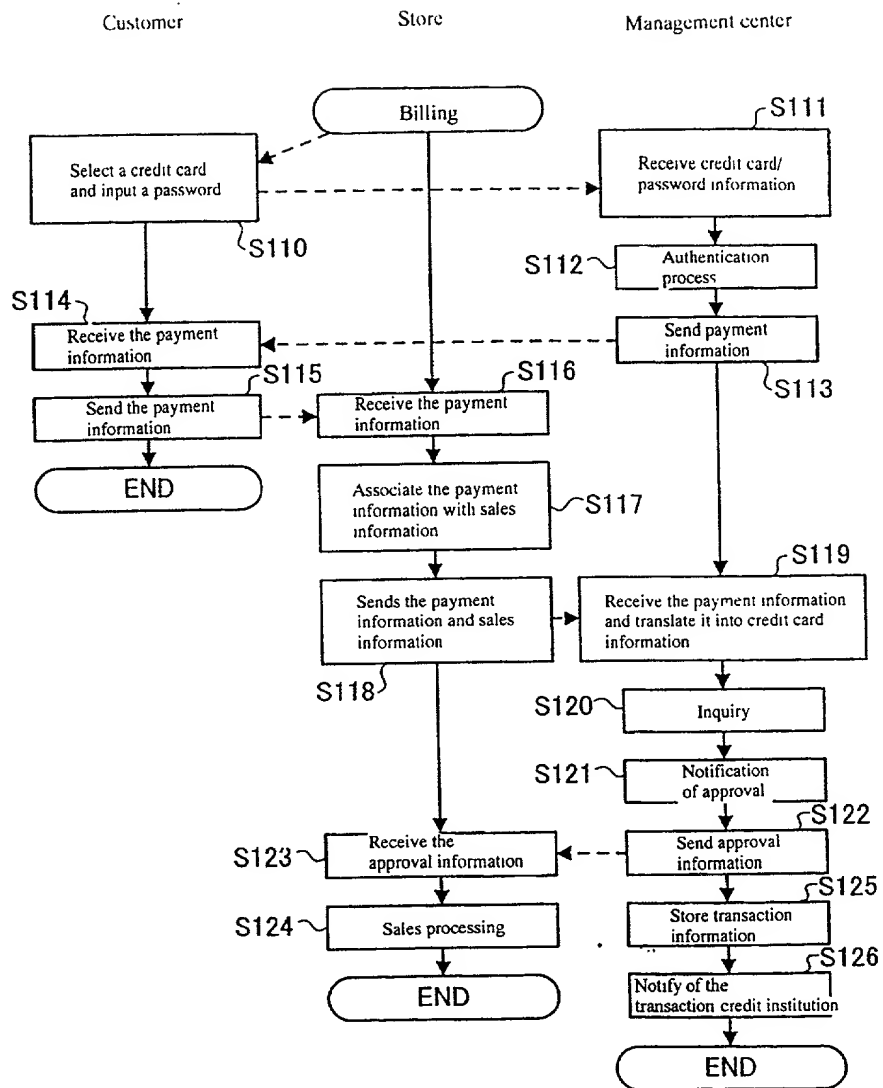 Customer
Store
Management center
Billing
S111
Select a credit card
and input a password
Receive credit card/
password information
S110
S112
Authentication
process
S114
Receive the payment
information
Send payment
information
S113
S115
Send the payment
information
S116
Receive the payment
information
END
Associate the payment
information with sales
information
S117
S119
Sends the payment
information and sales
information
S118
Receive the payment information
and translate it into credit card
information
S120
Inquiry
S121
Notification
of approval
S122
S123
Receive the
approval information
Send approval
information
S125
S124
Sales processing
Store transaction
information
S126
END
Notify of the
transaction credit institution
END